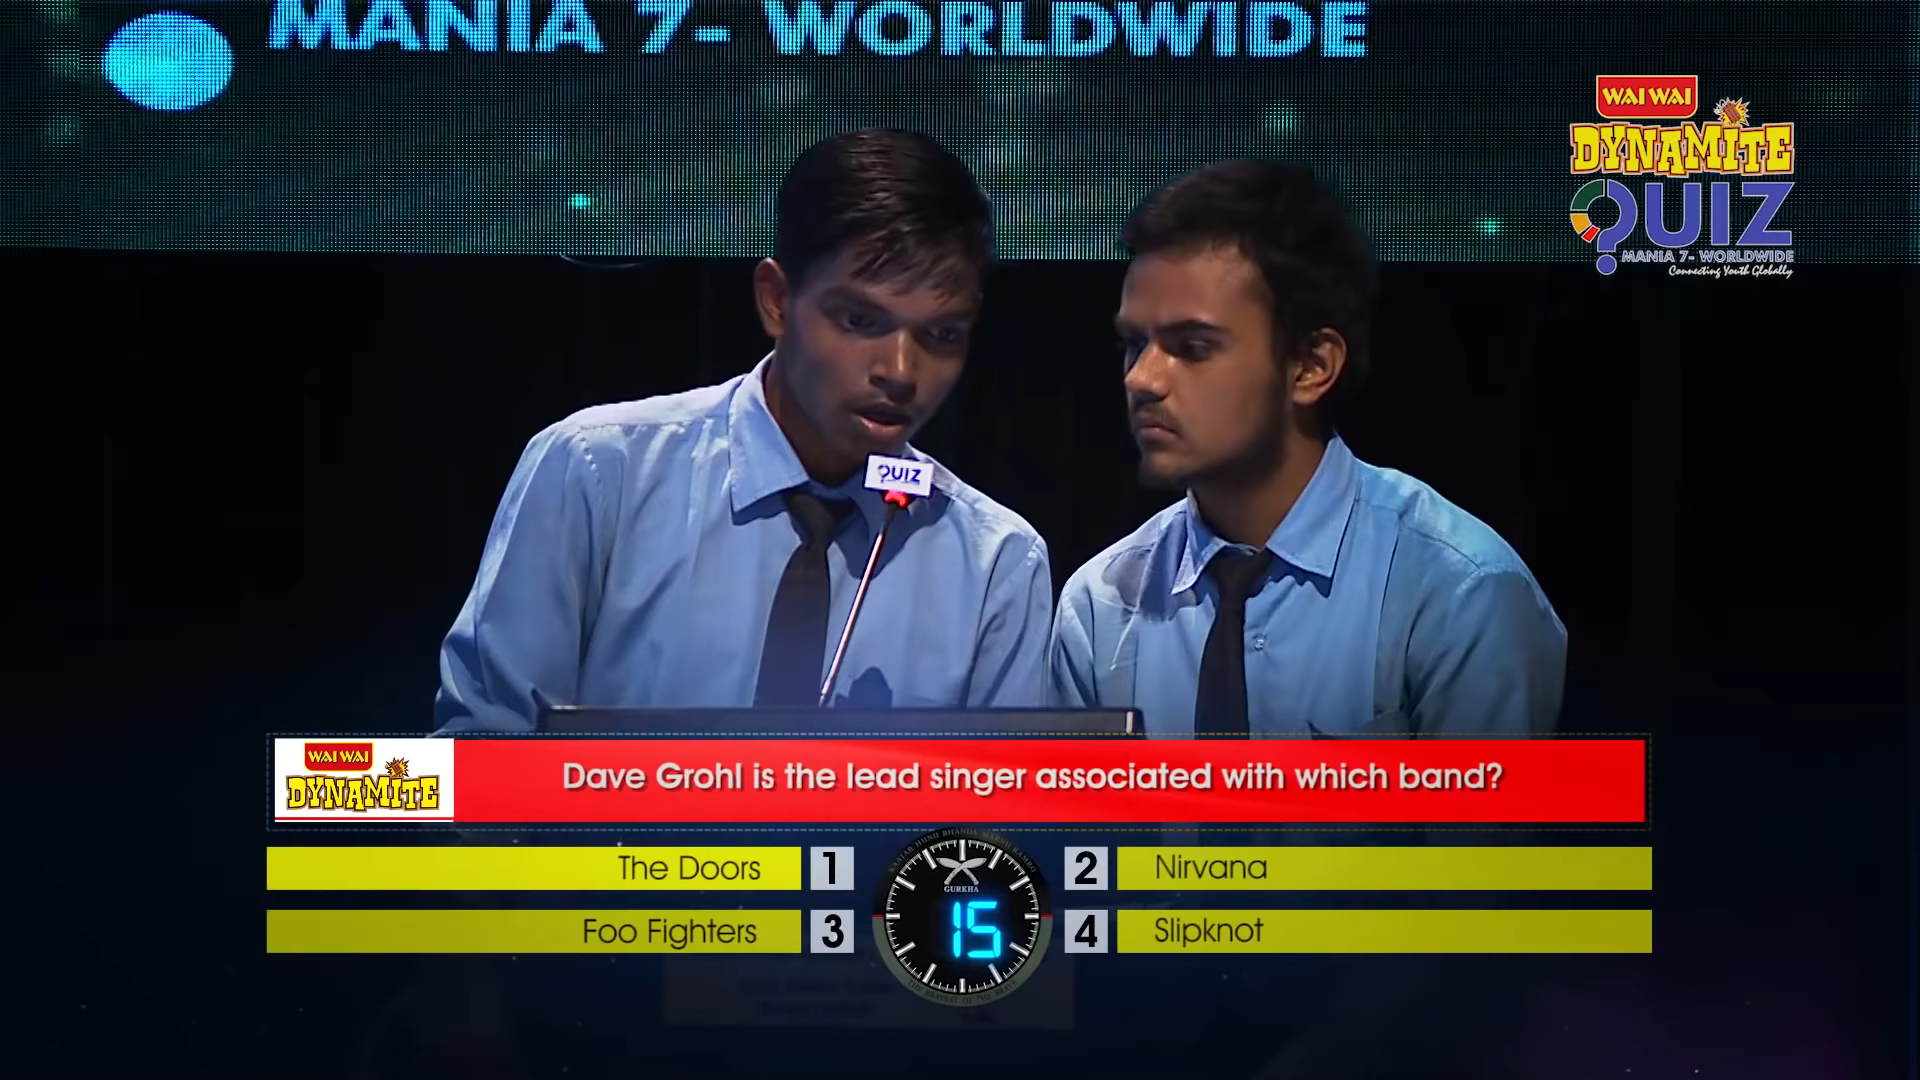 MANIA 7- WORLDWIDE
WAI WAI
DYNAMITE
QUIZ
MANIA 7- WORLDWIDE
Connecting Youth Globally
QUIZ
WAI WAI
DYNAMITE
Dave Grohl is the lead singer associated with which band?
The Doors 1
2 Nirvana
GURKHA
15
Foo Fighters 3
4 Slipknot